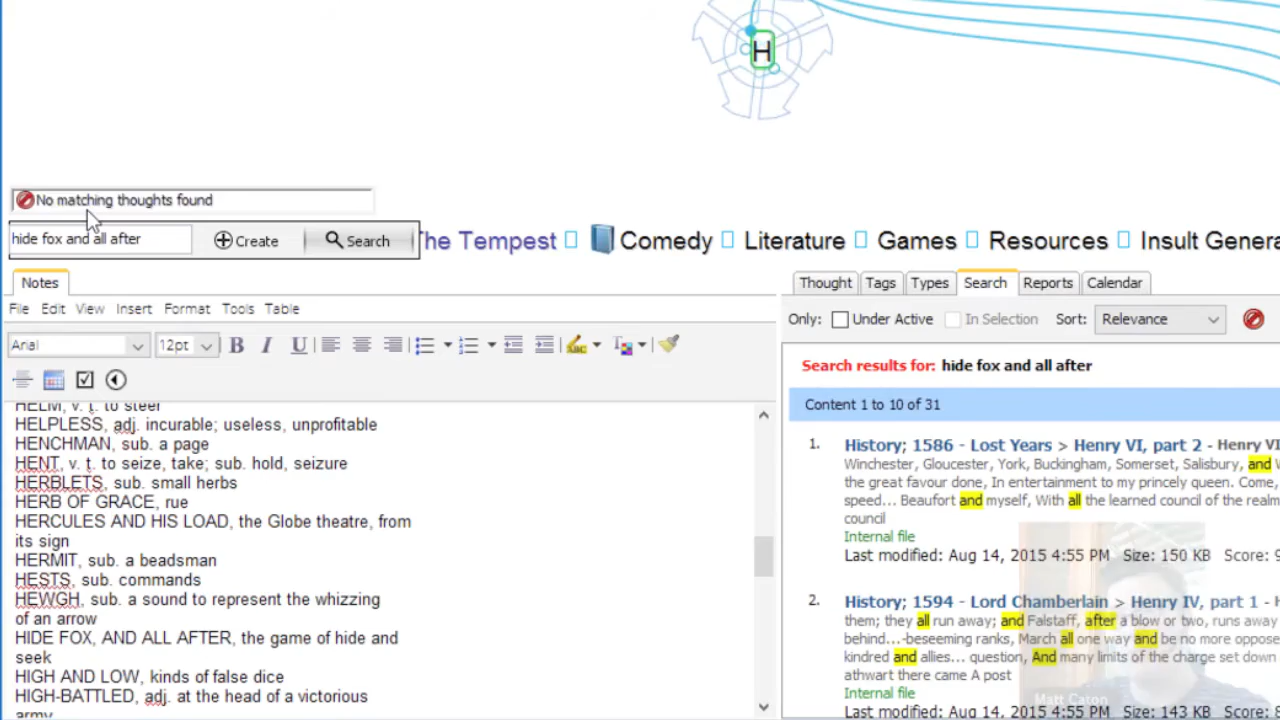 H
No matching thoughts found
hide fox and all after Create Search The Tempest Comedy Literature Games Resources Insult Genera
Notes
File Edit View Insert Format Tools Table
Arial 12pt B I U
HELM, v. t. to steer
HELPLESS, adj. incurable; useless, unprofitable
HENCHMAN, sub. a page
HENT, v. t. to seize, take; sub. hold, seizure
HERBLETS, sub. small herbs
HERB OF GRACE, rue
HERCULES AND HIS LOAD, the Globe theatre, from
its sign
HERMIT, sub. a beadsman
HESTS, sub. commands
HEWGH, sub. a sound to represent the whizzing
of an arrow
HIDE FOX, AND ALL AFTER, the game of hide and
seek
HIGH AND LOW, kinds of false dice
HIGH-BATTLED, adj. at the head of a victorious
army
Thought Tags Types Search Reports Calendar
Only: Under Active In Selection Sort: Relevance
Search results for: hide fox and all after
Content 1 to 10 of 31
1. History; 1586 - Lost Years > Henry VI, part 2 - Henry VI
Winchester, Gloucester, York, Buckingham, Somerset, Salisbury, and W
the great favour done, In entertainment to my princely queen. Come,
speed... Beaufort and myself, With all the learned council of the realm
council
Internal file
Last modified: Aug 14, 2015 4:55 PM Size: 150 KB Score: 9
2. History; 1594 - Lord Chamberlain > Henry IV, part 1 - H
them; they all run away; and Falstaff, after a blow or two, runs away
behind...-beseeming ranks, March all one way and be no more oppose
kindred and allies... question, And many limits of the charge set down
athwart there came A post
Internal file
Last modified: Aug 14, 2015 4:55 PM Size: 143 KB Score: 8
Matt Caton